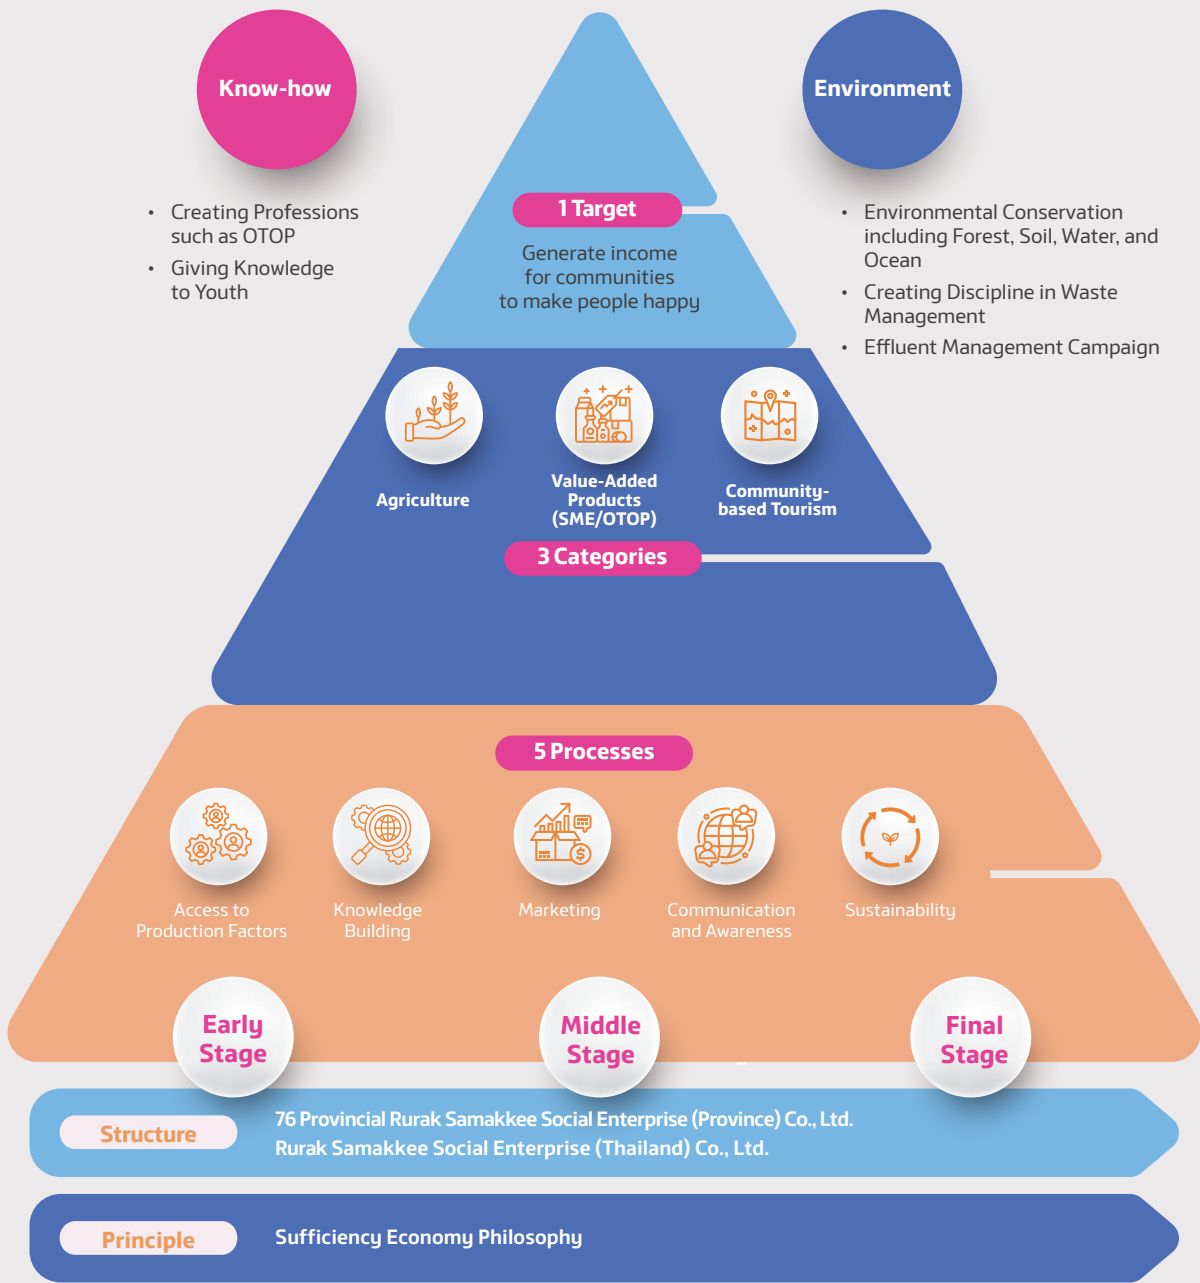 Know-how
• Creating Professions
such as OTOP
• Giving Knowledge
to Youth
Environment
• Environmental Conservation
including Forest, Soil, Water, and
Ocean
• Creating Discipline in Waste
Management
• Effluent Management Campaign
1 Target
Generate income
for communities
to make people happy
Agriculture
Value-Added
Products
(SME/OTOP)
Community-
based Tourism
3 Categories
5 Processes
Access to
Production Factors
Knowledge
Building
Marketing
Communication
and Awareness
Sustainability
Early
Stage
Middle
Stage
Final
Stage
Structure
76 Provincial Rurak Samakkee Social Enterprise (Province) Co., Ltd.
Rurak Samakkee Social Enterprise (Thailand) Co., Ltd.
Principle
Sufficiency Economy Philosophy